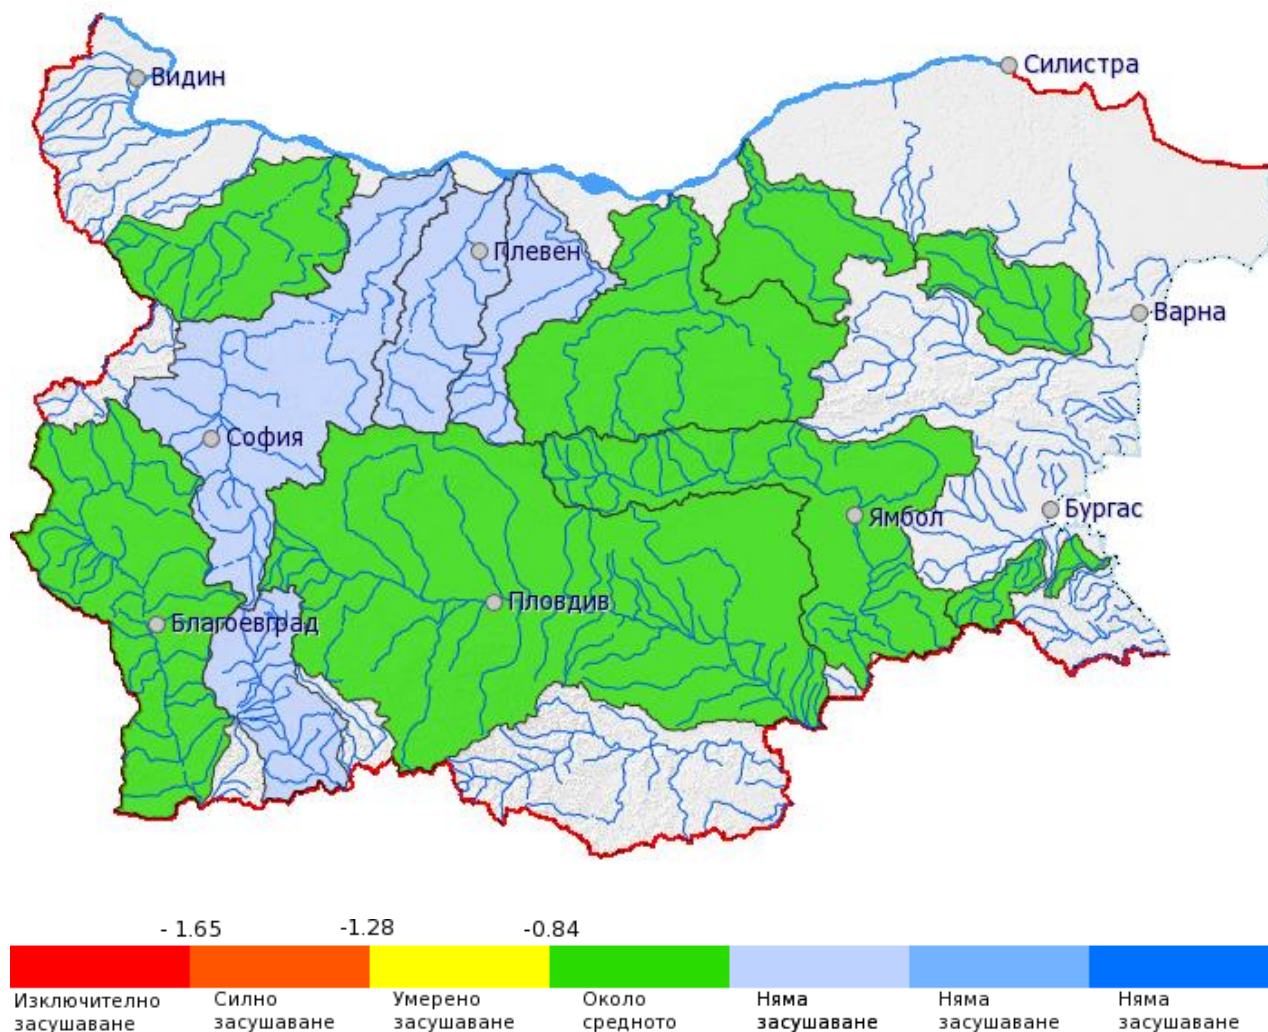 Силистра
Видин
Плевен
Варна
София
Бургас
Ямбол
Пловдив
Благоевград
- 1.65 -1.28 -0.84
Изключително Силно Умерено Около Няма Няма Няма
засушаване засушаване засушаване средното засушаване засушаване засушаване